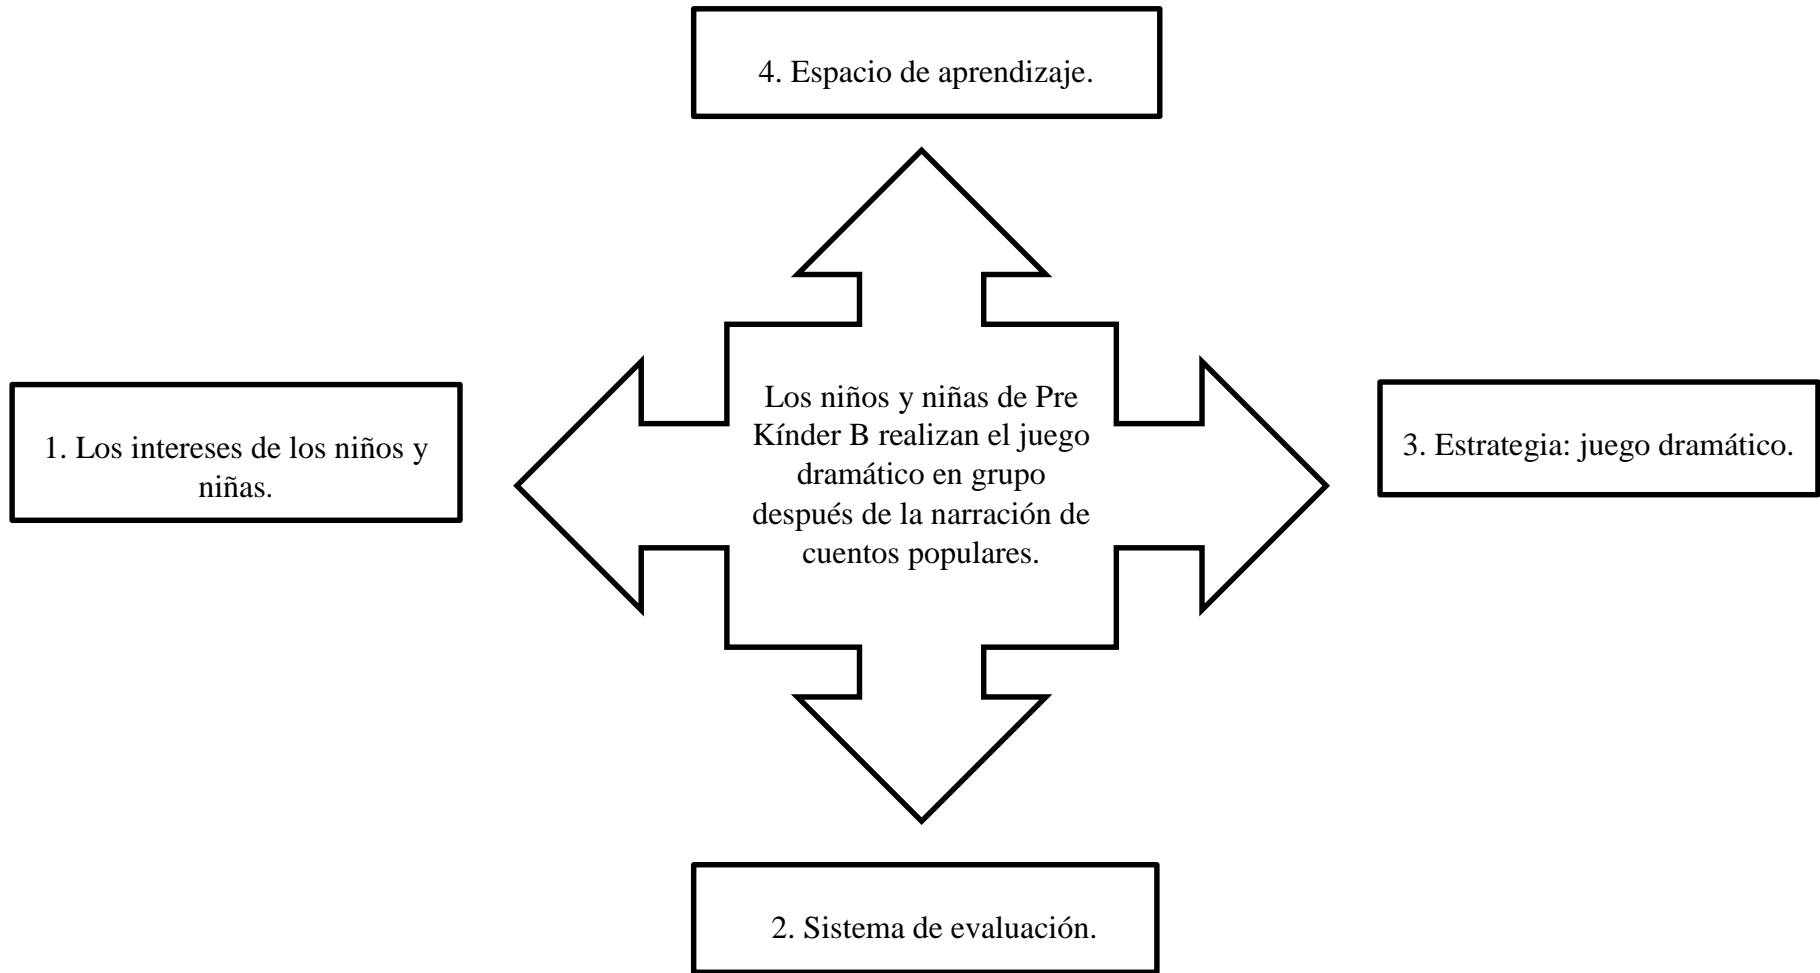 4. Espacio de aprendizaje.
1. Los intereses de los niños y
niñas.
Los niños y niñas de Pre
Kínder B realizan el juego
dramático en grupo
después de la narración de
cuentos populares.
3. Estrategia: juego dramático.
2. Sistema de evaluación.